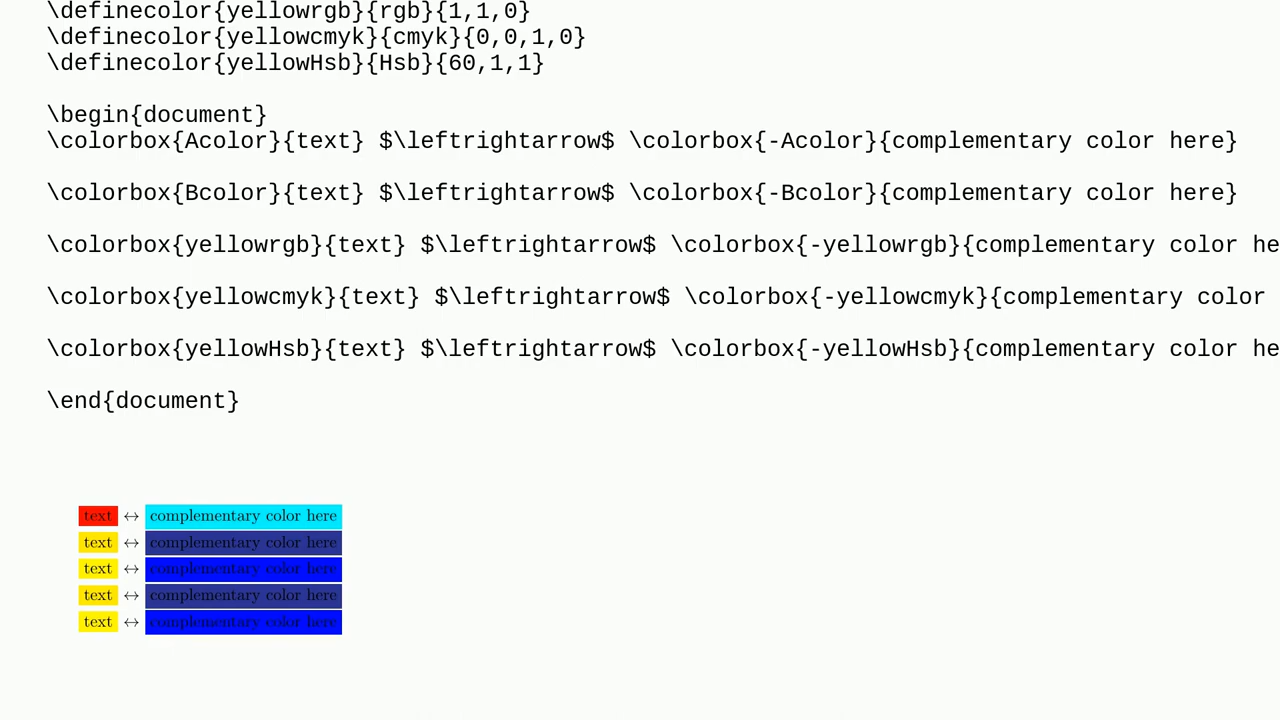 \definecolor{yellowrgb}{rgb}{1,1,0}
\definecolor{yellowcmyk}{cmyk}{0,0,1,0}
\definecolor{yellowHsb}{Hsb}{60,1,1}
\begin{document}
\colorbox{Acolor}{text} $\leftrightarrow$ \colorbox{-Acolor}{complementary color here}
\colorbox{Bcolor}{text} $\leftrightarrow$ \colorbox{-Bcolor}{complementary color here}
\colorbox{yellowrgb}{text} $\leftrightarrow$ \colorbox{-yellowrgb}{complementary color he
\colorbox{yellowcmyk}{text} $\leftrightarrow$ \colorbox{-yellowcmyk}{complementary color
\colorbox{yellowHsb}{text} $\leftrightarrow$ \colorbox{-yellowHsb}{complementary color he
\end{document}
text ↔ complementary color here
text ↔ complementary color here
text ↔ complementary color here
text ↔ complementary color here
text ↔ complementary color here